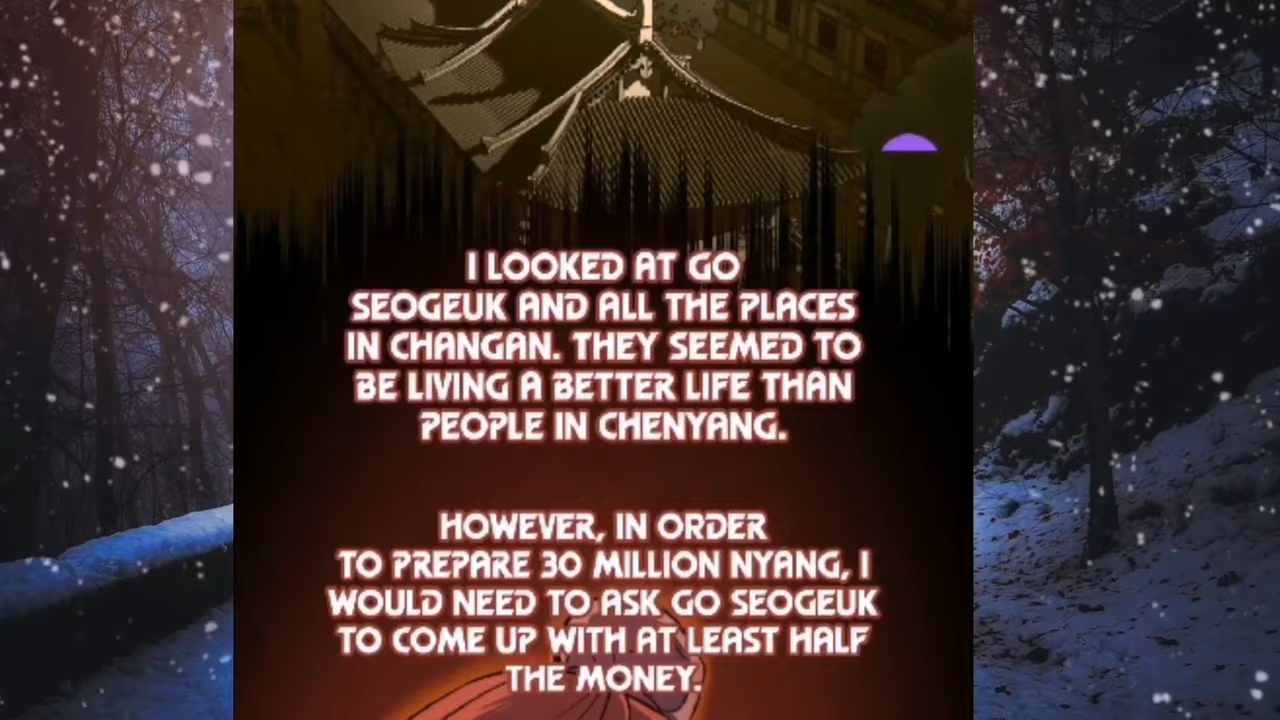 I LOOKED AT GO
SEOGEUK AND ALL THE PLACES
IN CHANGAN. THEY SEEMED TO
BE LIVING A BETTER LIFE THAN
PEOPLE IN CHENYANG.
HOWEVER, IN ORDER
TO PREPARE 30 MILLION NYANG, I
WOULD NEED TO ASK GO SEOGEUK
TO COME UP WITH AT LEAST HALF
THE MONEY.